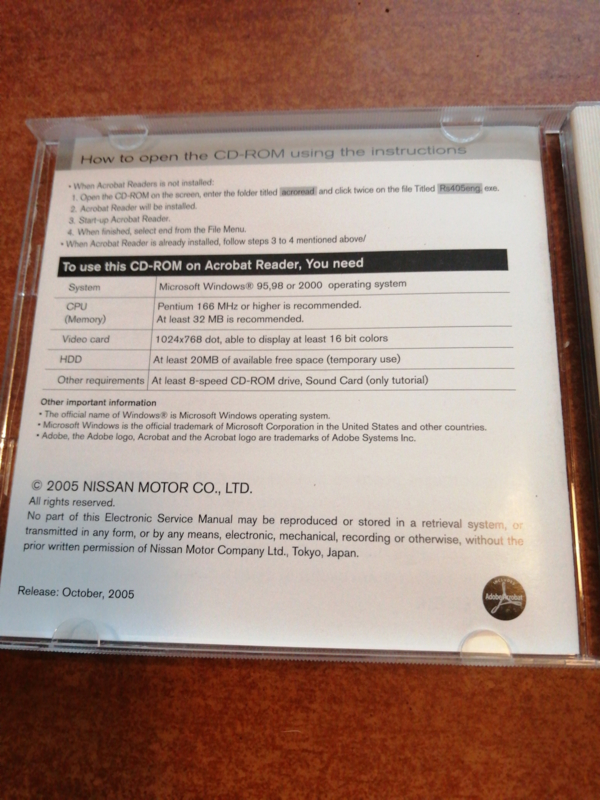 How to open the CD-ROM using the instructions
• When Acrobat Readers is not installed:
1. Open the CD-ROM on the screen, enter the folder titled acroread and click twice on the file Titled Rs405eng.exe.
2. Acrobat Reader will be installed.
3. Start-up Acrobat Reader.
4. When finished, select end from the File Menu.
• When Acrobat Reader is already installed, follow steps 3 to 4 mentioned above/
To use this CD-ROM on Acrobat Reader, You need
System Microsoft Windows® 95,98 or 2000 operating system
CPU Pentium 166 MHz or higher is recommended.
(Memory) At least 32 MB is recommended.
Video card 1024x768 dot, able to display at least 16 bit colors
HDD At least 20MB of available free space (temporary use)
Other requirements At least 8-speed CD-ROM drive, Sound Card (only tutorial)
Other important information
• The official name of Windows® is Microsoft Windows operating system.
• Microsoft Windows is the official trademark of Microsoft Corporation in the United States and other countries.
• Adobe, the Adobe logo, Acrobat and the Acrobat logo are trademarks of Adobe Systems Inc.
© 2005 NISSAN MOTOR CO., LTD.
All rights reserved.
No part of this Electronic Service Manual may be reproduced or stored in a retrieval system, or
transmitted in any form, or by any means, electronic, mechanical, recording or otherwise, without the
prior written permission of Nissan Motor Company Ltd., Tokyo, Japan.
Release: October, 2005
Adobe Acrobat